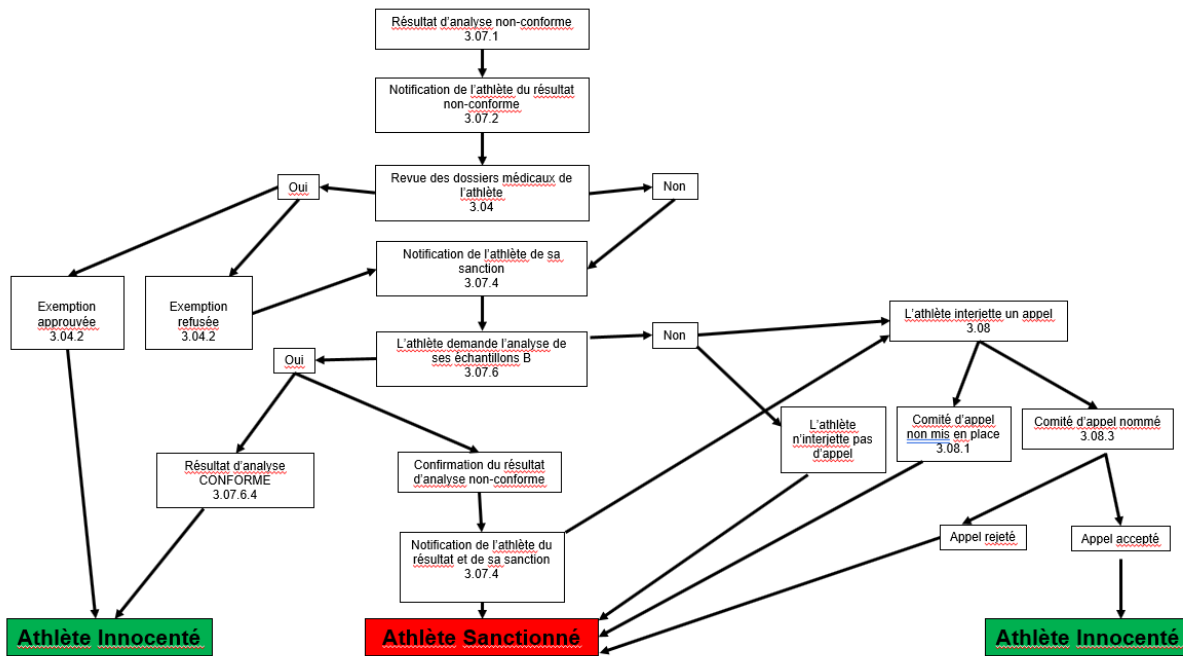 Résultat d'analyse non-conforme
3.07.1
Notification de l'athlète du résultat
non-conforme
3.07.2
Revue des dossiers médicaux de
l'athlète
3.04
Oui
Non
Notification de l'athlète de sa
sanction
3.07.4
Exemption
approuvée
3.04.2
Exemption
refusée
3.04.2
L'athlète interjette un appel
3.08
L'athlète demande l'analyse de
ses échantillons B
3.07.6
Oui
Non
L'athlète
n'interjette pas
d'appel
Comité d'appel
non mis en place
3.08.1
Comité d'appel nommé
3.08.3
Résultat d'analyse
CONFORME
3.07.6.4
Confirmation du résultat
d'analyse non-conforme
Notification de l'athlète du
résultat et de sa sanction
3.07.4
Appel rejeté
Appel accepté
Athlète Innocenté
Athlète Sanctionné
Athlète Innocenté